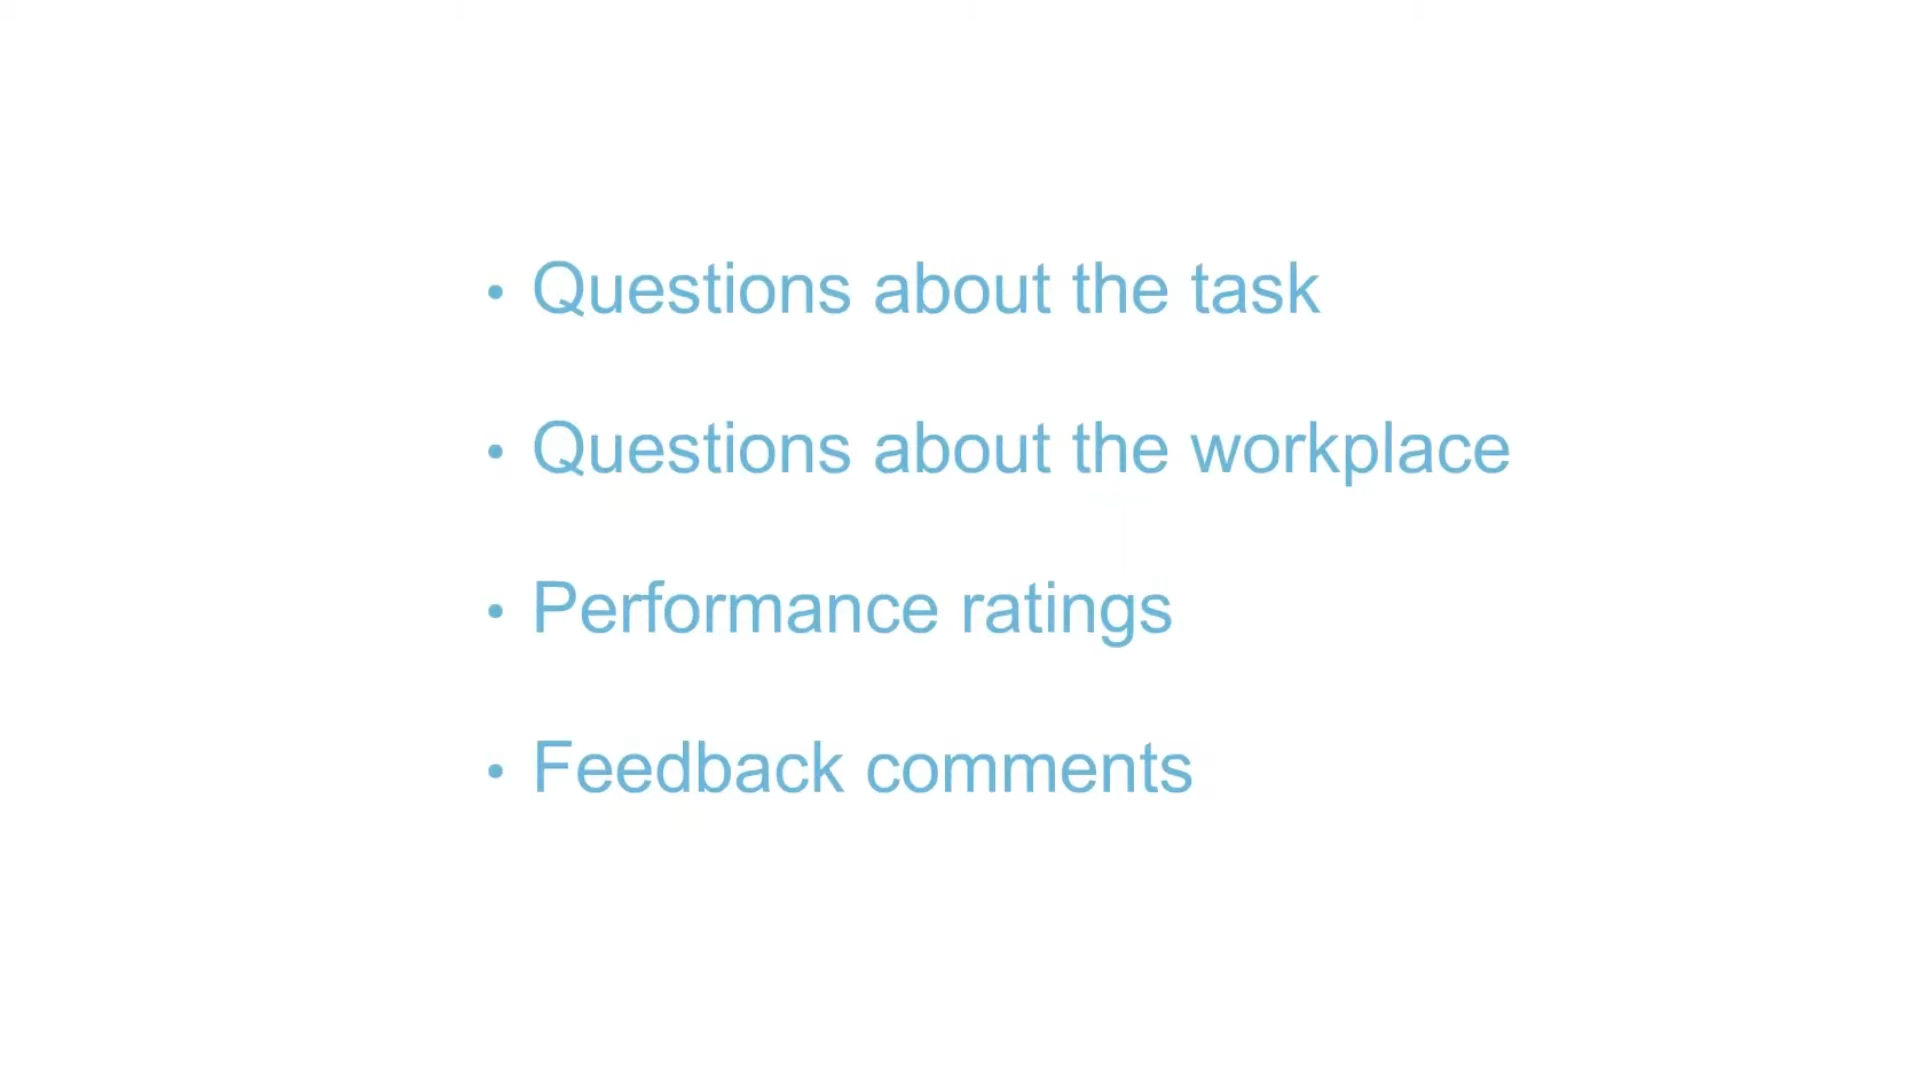 • Questions about the task
• Questions about the workplace
• Performance ratings
• Feedback comments